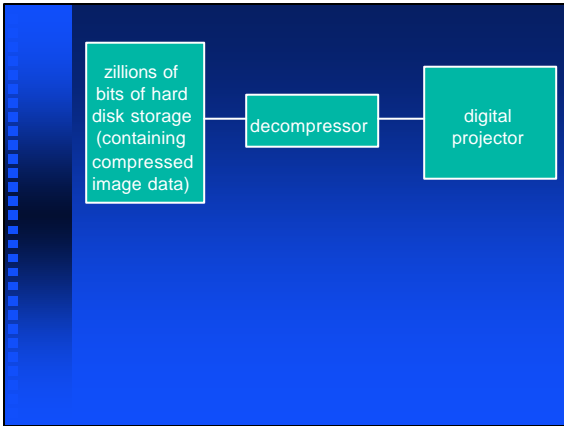 zillions of
bits of hard
disk storage
(containing
compressed
image data)
decompressor
digital
projector